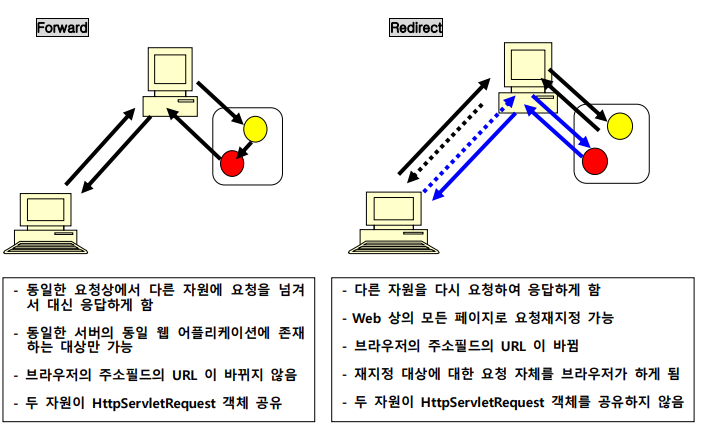 Forward
Redirect
- 동일한 요청상에서 다른 자원에 요청을 넘겨
서 대신 응답하게 함
- 동일한 서버의 동일 웹 어플리케이션에 존재
하는 대상만 가능
- 브라우저의 주소필드의 URL 이 바뀌지 않음
- 두 자원이 HttpServletRequest 객체 공유
- 다른 자원을 다시 요청하여 응답하게 함
- Web 상의 모든 페이지로 요청재지정 가능
- 브라우저의 주소필드의 URL 이 바뀜
- 재지정 대상에 대한 요청 자체를 브라우저가 하게 됨
- 두 자원이 HttpServletRequest 객체를 공유하지 않음